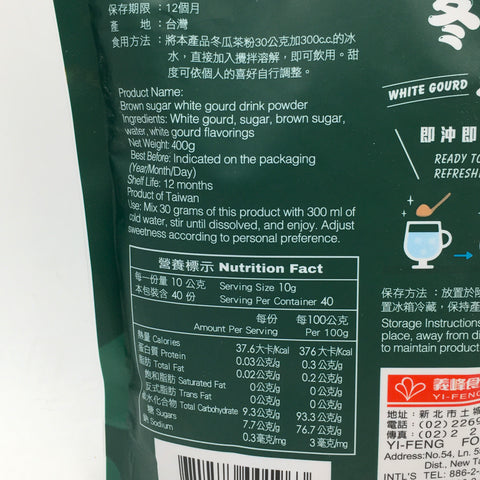 保存期限：12個月
產　　地：台灣
食用方法：將本產品冬瓜茶粉30公克加300c.c.的冰
水，直接加入攪拌溶解，即可飲用。甜
度可依個人的喜好自行調整。
Product Name:
Brown sugar white gourd drink powder
Ingredients: White gourd, sugar, brown sugar,
water, white gourd flavorings
Net Weight: 400g
Best Before: Indicated on the packaging
(Year/Month/Day)
Shelf Life: 12 months
Product of Taiwan
Use: Mix 30 grams of this product with 300 ml of
cold water, stir until dissolved, and enjoy. Adjust
sweetness according to personal preference.
營養標示 Nutrition Fact
每一份量 10 公克 Serving Size 10g
本包裝含 40 份 Serving Per Container 40
每份 每100公克
Amount Per Serving Per 100g
熱量 Calories 37.6大卡/Kcal 376 大卡/Kcal
蛋白質 Protein 0.03公克/g 0.3 公克/g
脂肪 Total Fat 0.02公克/g 0.2 公克/g
飽和脂肪 Saturated Fat 0公克/g 0 公克/g
反式脂肪 Trans Fat 0公克/g 0 公克/g
碳水化合物 Total Carbohydrate 9.3公克/g 93.3 公克/g
糖 Sugars 7.7公克/g 76.7 公克/g
鈉 Sodium 0.3毫克/mg 3 毫克/mg
冬
WHITE GOURD
即沖即
READY TO
REFRESH
保存方法：放置於陰
置冰箱冷藏，保持產
Storage Instructions
place, away from di
to maintain product
義峰食
YI-FENG
地址：新北市土城
電話：(02)2269
傳真：(02)2 2
YI-FENG FO
Address:No.54, Ln. 5
Dist., New Ta
INT'L TEL: 886-2-